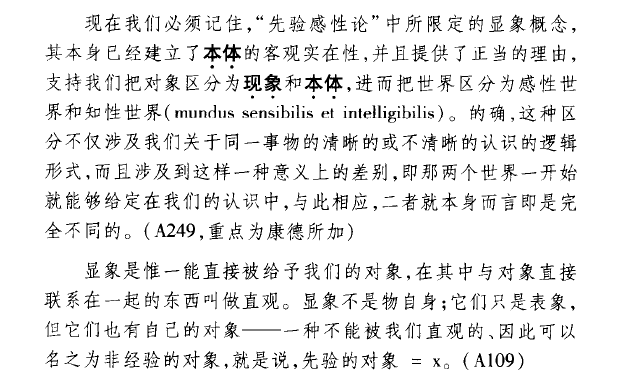 现在我们必须记住,“先验感性论”中所限定的显象概念,
其本身已经建立了本体的客观实在性,并且提供了正当的理由,
支持我们把对象区分为现象和本体,进而把世界区分为感性世
界和知性世界(mundus sensibilis et intelligibilis)。的确,这种区
分不仅涉及我们关于同一事物的清晰的或不清晰的认识的逻辑
形式,而且涉及到这样一种意义上的差别,即那两个世界一开始
就能够给定在我们的认识中,与此相应,二者就本身而言即是完
全不同的。(A249,重点为康德所加)
显象是惟一能直接被给予我们的对象,在其中与对象直接
联系在一起的东西叫做直观。显象不是物自身;它们只是表象,
但它们也有自己的对象——一种不能被我们直观的、因此可以
名之为非经验的对象,就是说,先验的对象 = x。(A109)